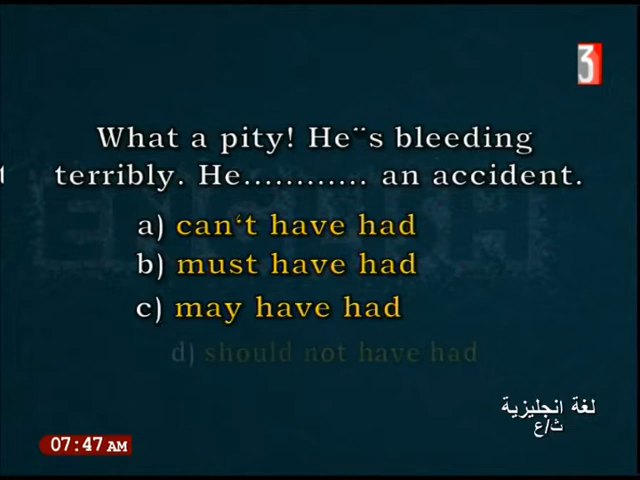 3
What a pity! He¨s bleeding
terribly. He............ an accident.
a) can‘t have had
b) must have had
c) may have had
d) should not have had
لغة انجليزية
ث/ع
07:47 AM